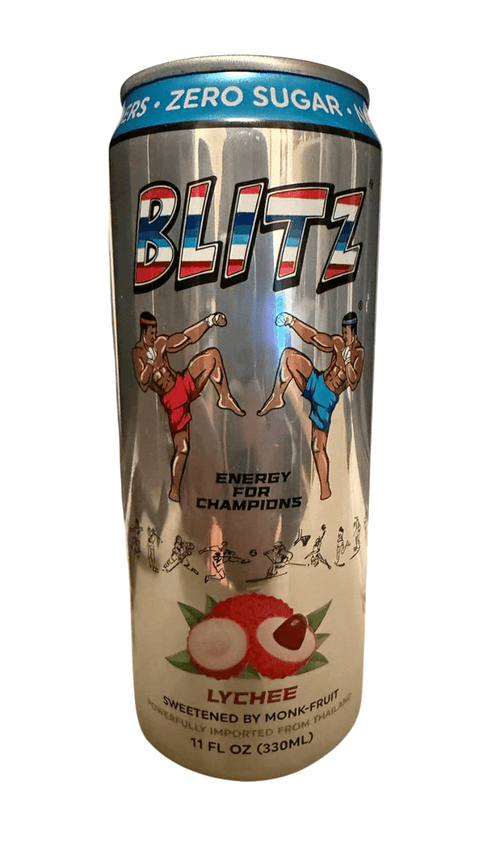 ERS • ZERO SUGAR •
BLITZ
ENERGY
FOR
CHAMPIONS
LYCHEE
SWEETENED BY MONK-FRUIT
POWERFULLY IMPORTED FROM THAILAND
11 FL OZ (330ML)